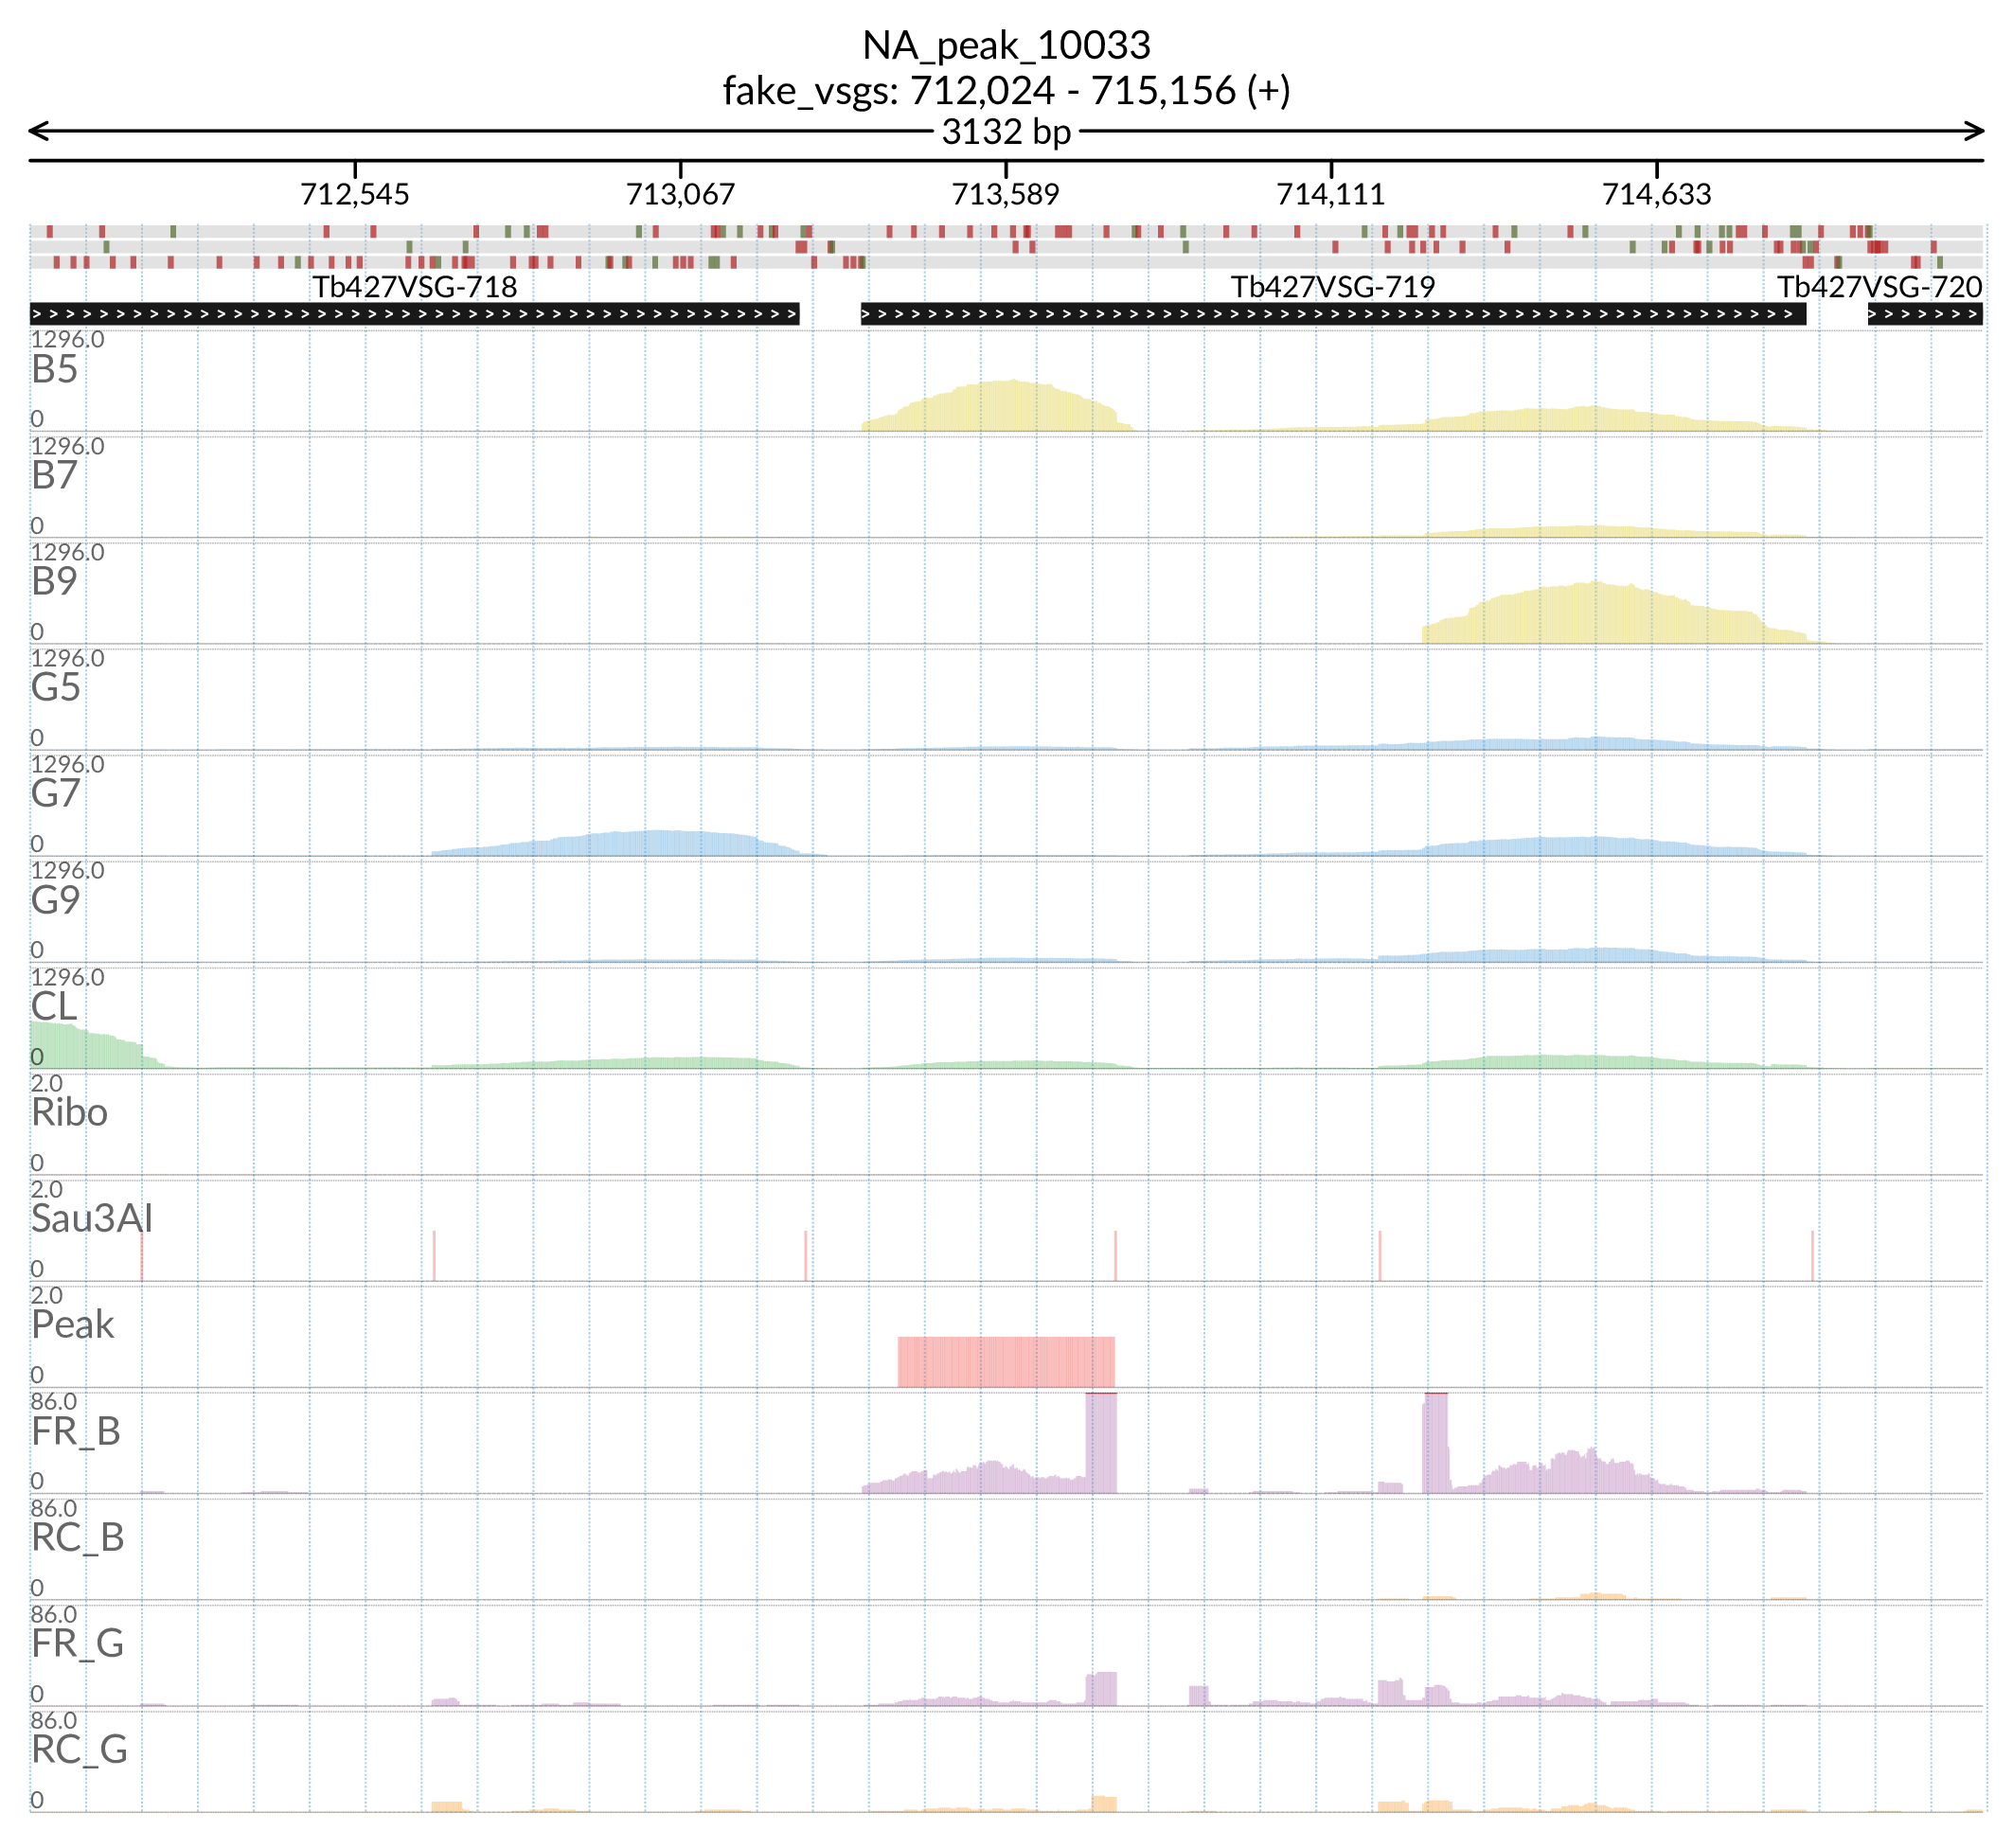 NA_peak_10033
fake_vsgs: 712,024 - 715,156 (+)
3132 bp
712,545 713,067 713,589 714,111 714,633
Tb427VSG-718 Tb427VSG-719 Tb427VSG-720
1296.0
B5
0
1296.0
B7
0
1296.0
B9
0
1296.0
G5
0
1296.0
G7
0
1296.0
G9
0
1296.0
CL
0
2.0
Ribo
0
2.0
Sau3AI
0
2.0
Peak
0
86.0
FR_B
0
86.0
RC_B
0
86.0
FR_G
0
86.0
RC_G
0